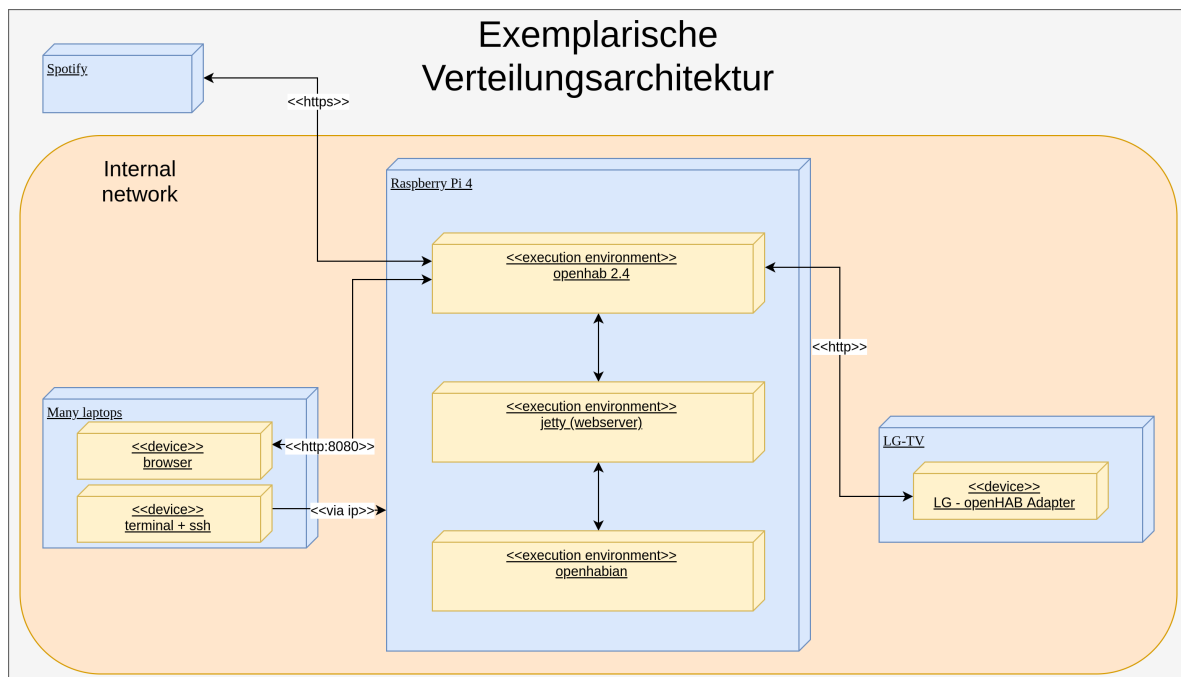 Exemplarische
Verteilungsarchitektur
Spotify
<<https>>
Internal
network
Raspberry Pi 4
<<execution environment>>
openhab 2.4
<<http>>
<<execution environment>>
jetty (webserver)
Many laptops
<<device>>
browser
<<http:8080>>
<<device>>
terminal + ssh
<<via ip>>
LG-TV
<<device>>
LG - openHAB Adapter
<<execution environment>>
openhabian